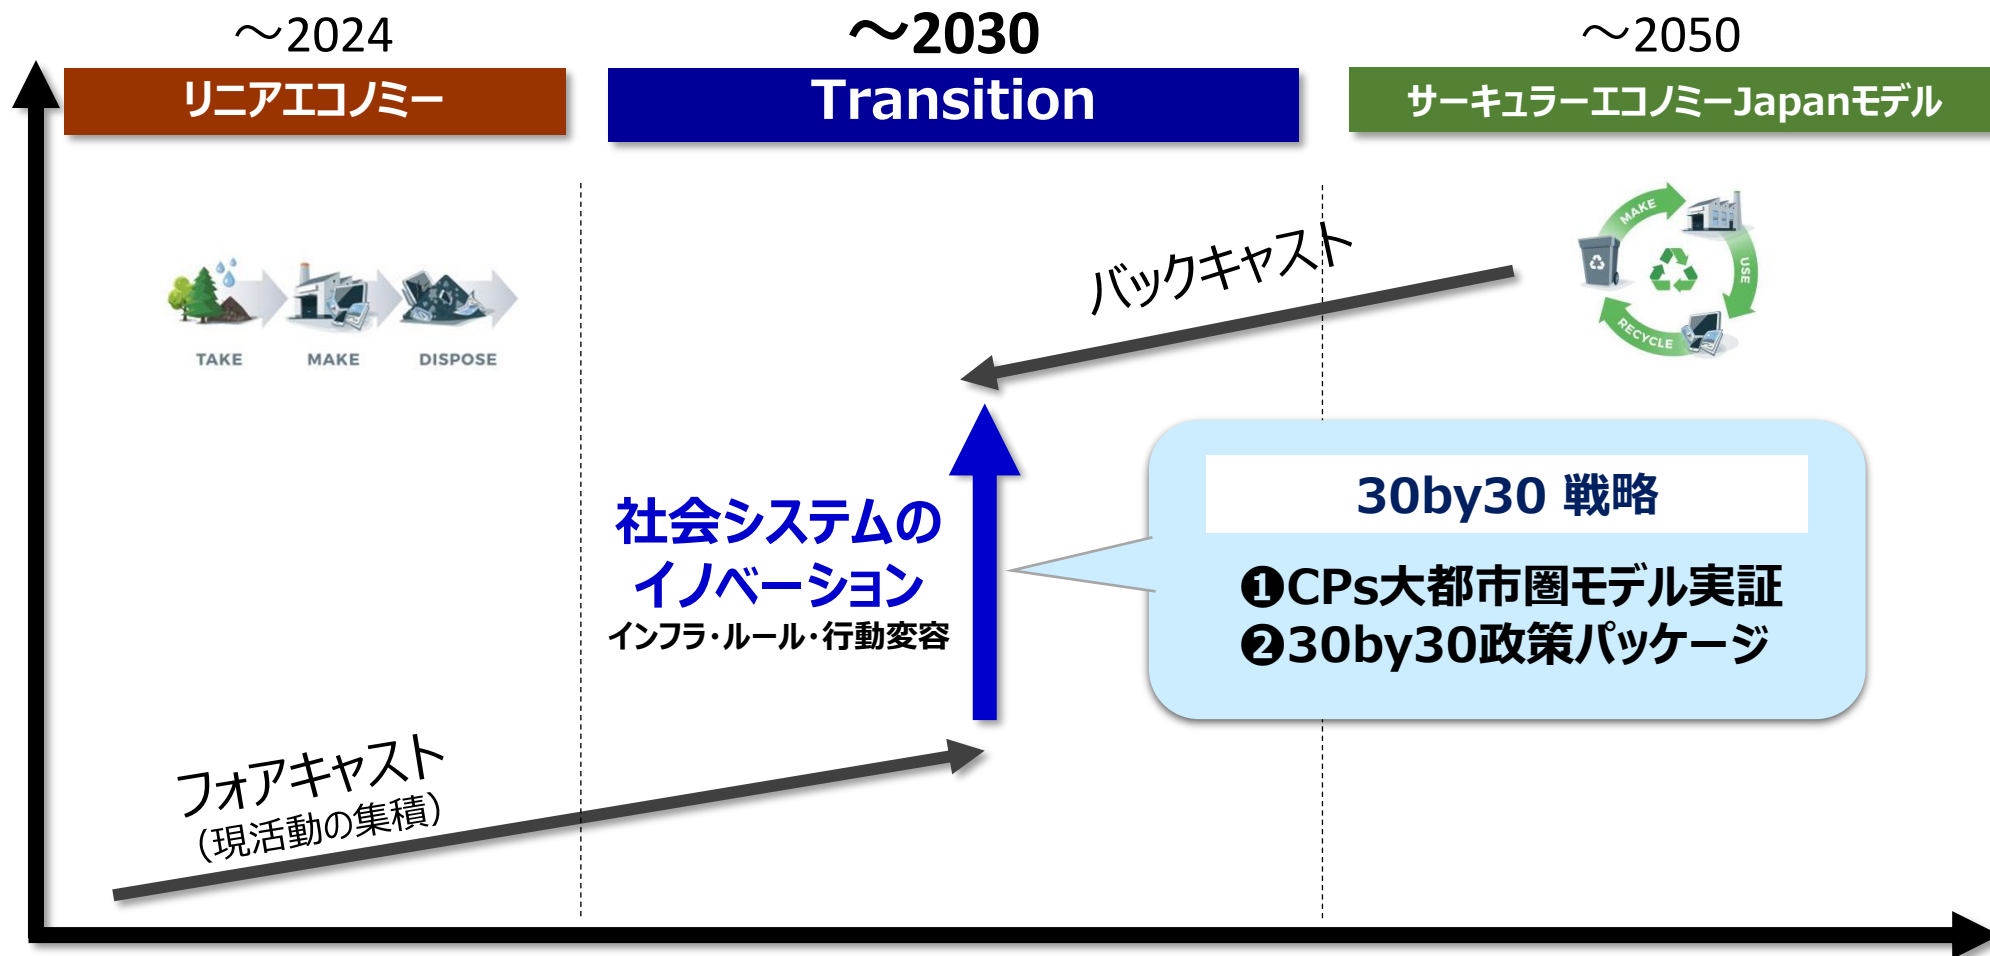 ～2024
～2030
～2050
リニアエコノミー
Transition
サーキュラーエコノミーJapanモデル
TAKE
MAKE
DISPOSE
バックキャスト
MAKE
USE
RECYCLE
社会システムの
イノベーション
インフラ・ルール・行動変容
30by30 戦略
❶CPs大都市圏モデル実証
❷30by30政策パッケージ
フォアキャスト
（現活動の集積）